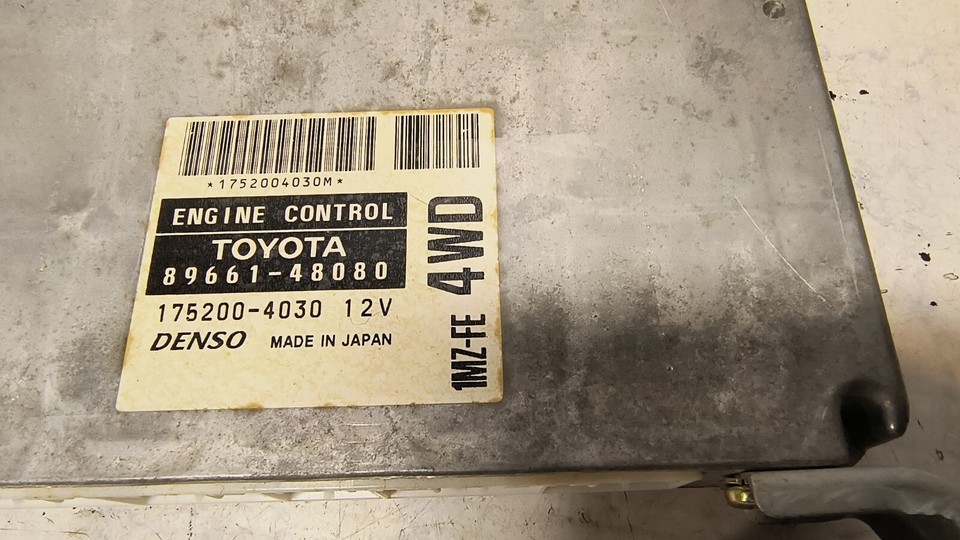 *1752004030M*
ENGINE CONTROL
TOYOTA
89661-48080
175200-4030 12V
DENSO MADE IN JAPAN
1MZ-FE 4WD